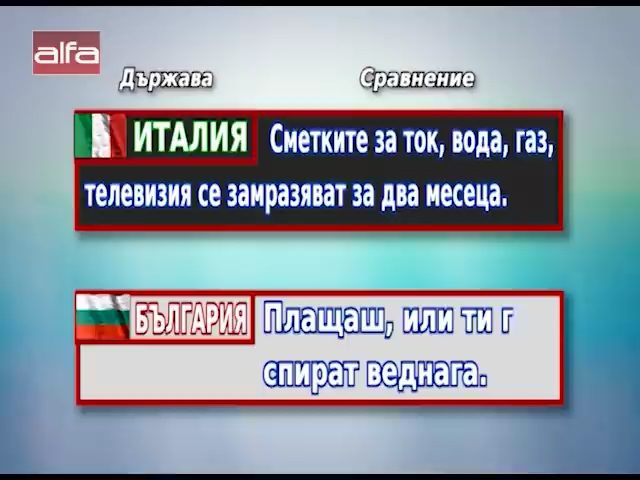 alfa
Държава Сравнение
ИТАЛИЯ Сметките за ток, вода, газ,
телевизия се замразяват за два месеца.
БЪЛГАРИЯ Плащаш, или ти г
спират веднага.